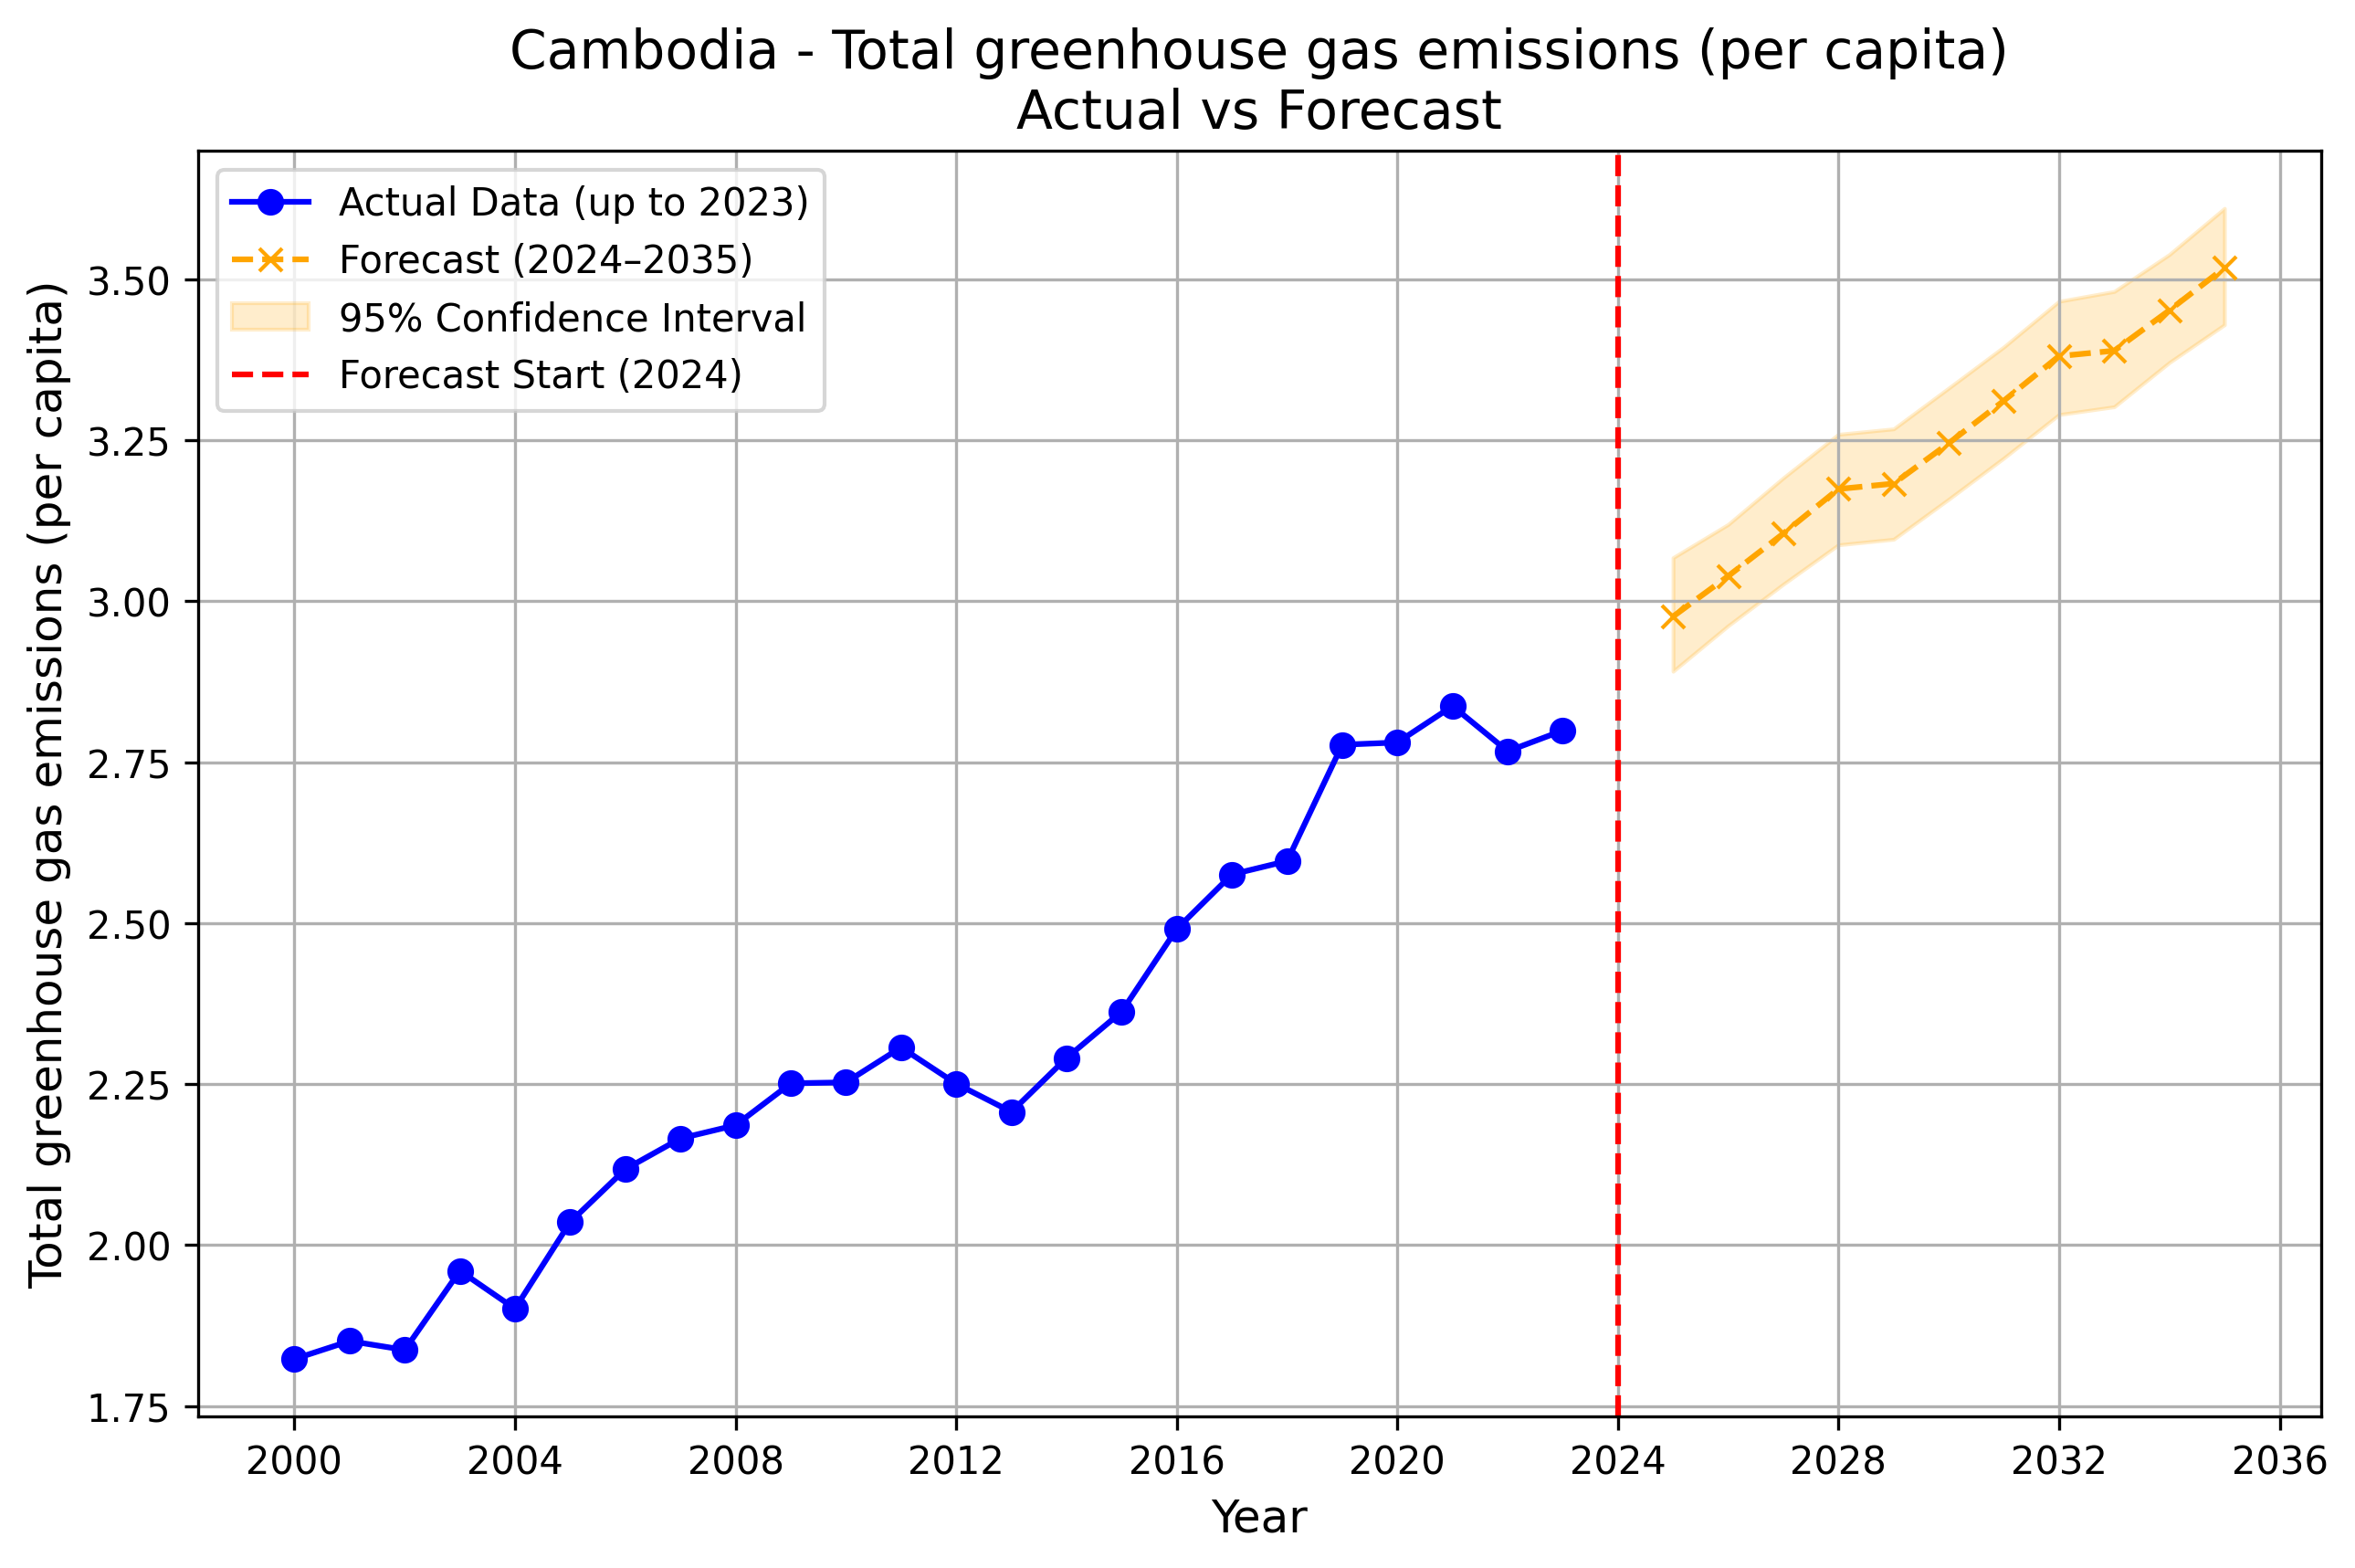 Cambodia - Total greenhouse gas emissions (per capita)
Actual vs Forecast
Actual Data (up to 2023)
Forecast (2024–2035)
95% Confidence Interval
Forecast Start (2024)
Total greenhouse gas emissions (per capita)
3.50
3.25
3.00
2.75
2.50
2.25
2.00
1.75
2000 2004 2008 2012 2016 2020 2024 2028 2032 2036
Year